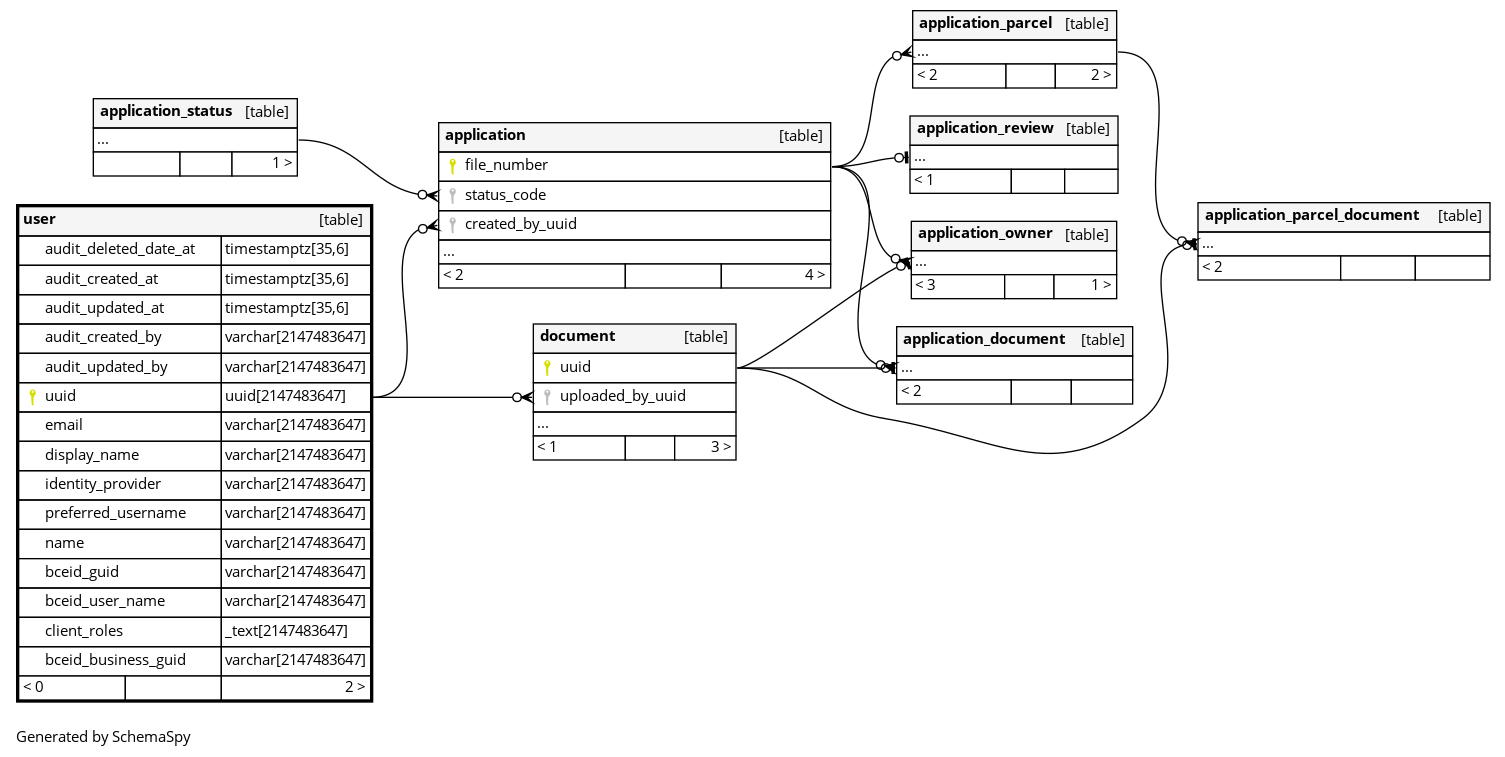 application_parcel [table]
...
< 2 2 >
application_status [table]
...
1 >
application [table]
file_number
status_code
created_by_uuid
...
< 2 4 >
application_review [table]
...
< 1
application_parcel_document [table]
...
< 2
user [table]
audit_deleted_date_at timestamptz[35,6]
audit_created_at timestamptz[35,6]
audit_updated_at timestamptz[35,6]
audit_created_by varchar[2147483647]
audit_updated_by varchar[2147483647]
uuid uuid[2147483647]
email varchar[2147483647]
display_name varchar[2147483647]
identity_provider varchar[2147483647]
preferred_username varchar[2147483647]
name varchar[2147483647]
bceid_guid varchar[2147483647]
bceid_user_name varchar[2147483647]
client_roles _text[2147483647]
bceid_business_guid varchar[2147483647]
< 0 2 >
application_owner [table]
...
< 3 1 >
document [table]
uuid
uploaded_by_uuid
...
< 1 3 >
application_document [table]
...
< 2
Generated by SchemaSpy